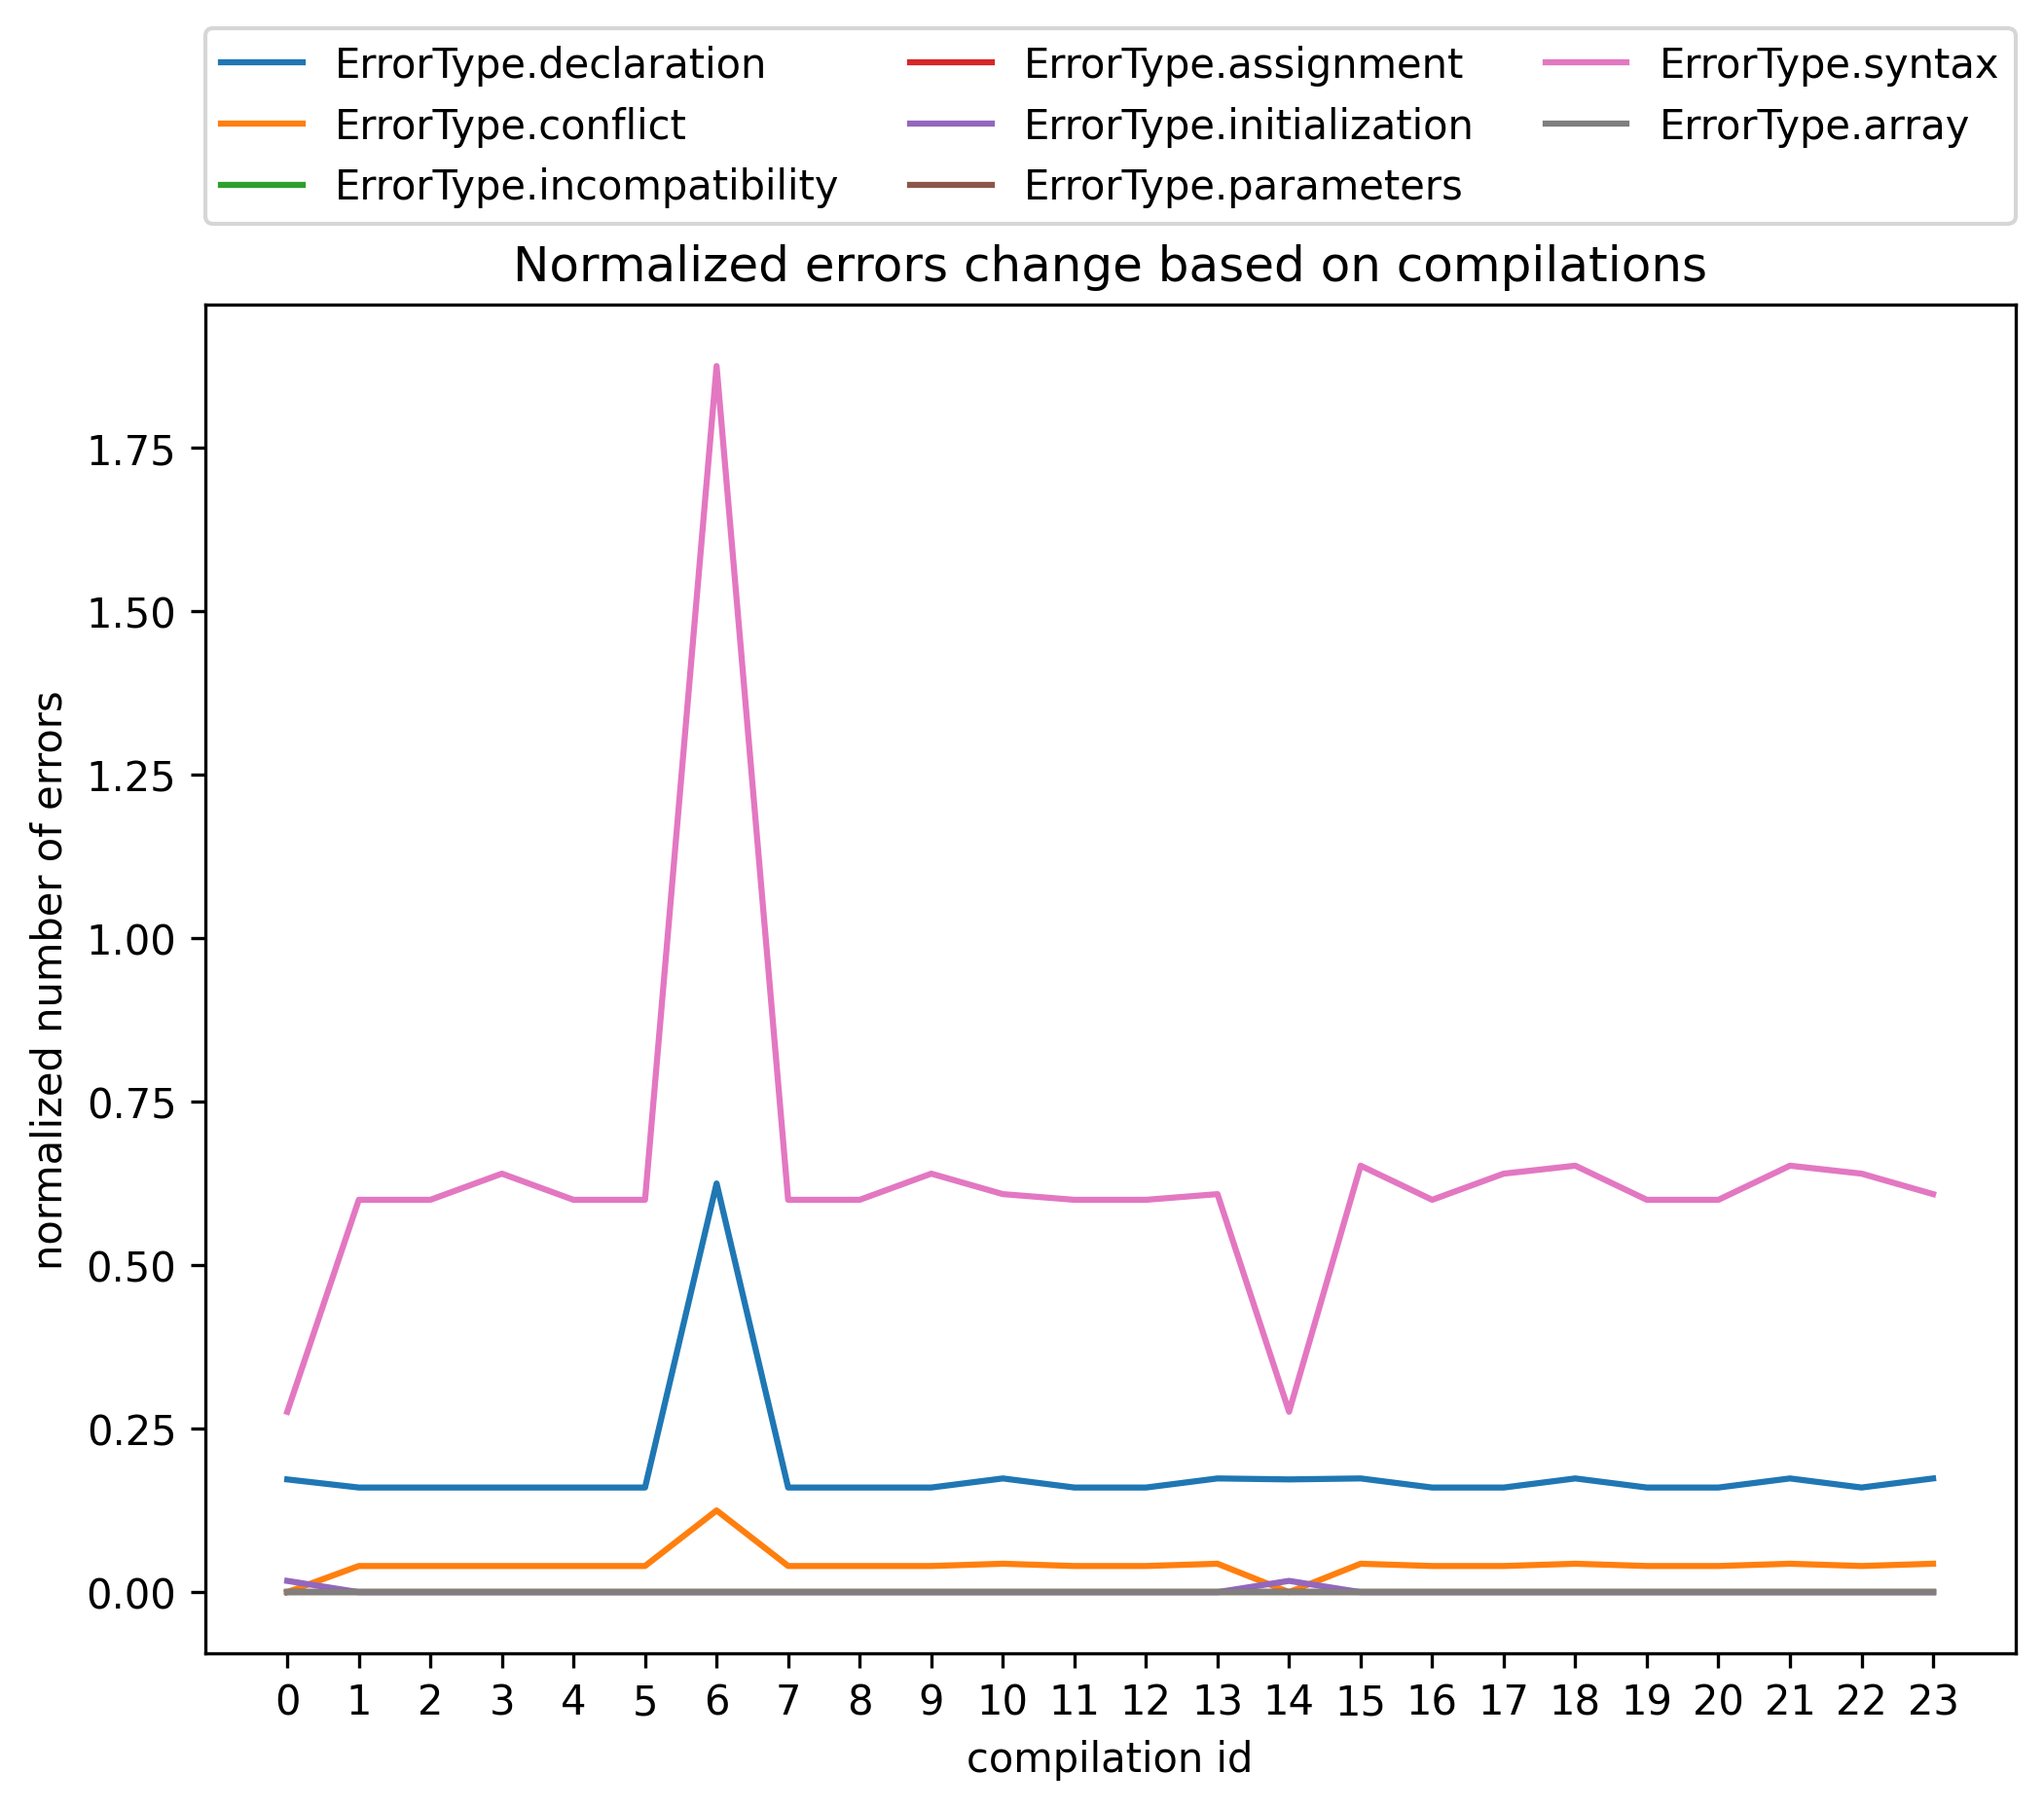 ErrorType.declaration
ErrorType.conflict
ErrorType.incompatibility
ErrorType.assignment
ErrorType.initialization
ErrorType.parameters
ErrorType.syntax
ErrorType.array
Normalized errors change based on compilations
normalized number of errors
1.75
1.50
1.25
1.00
0.75
0.50
0.25
0.00
0 1 2 3 4 5 6 7 8 9 10 11 12 13 14 15 16 17 18 19 20 21 22 23
compilation id